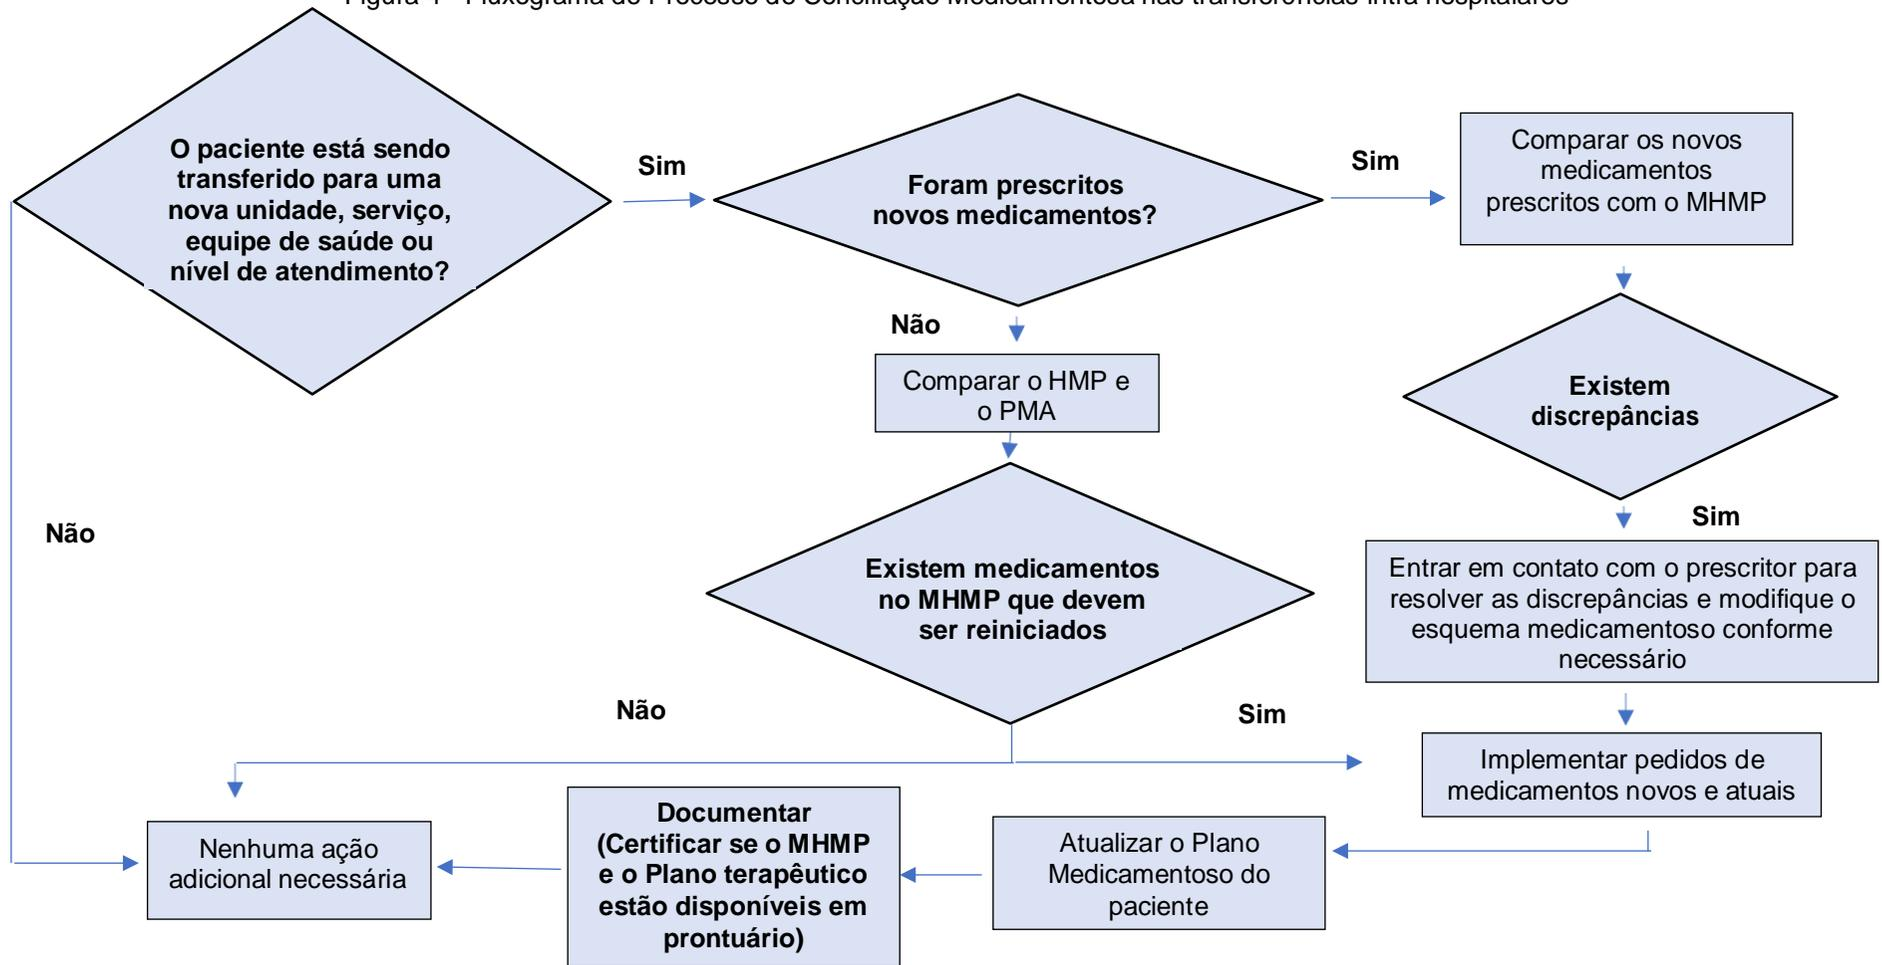 O paciente está sendo
transferido para uma
nova unidade, serviço,
equipe de saúde ou
nível de atendimento?
Sim
Foram prescritos
novos medicamentos?
Sim
Comparar os novos
medicamentos
prescritos com o MHMP
Não
Comparar o HMP e
o PMA
Existem
discrepâncias
Sim
Não
Existem medicamentos
no MHMP que devem
ser reiniciados
Entrar em contato com o prescritor para
resolver as discrepâncias e modifique o
esquema medicamentoso conforme
necessário
Não
Sim
Implementar pedidos de
medicamentos novos e atuais
Nenhuma ação
adicional necessária
Documentar
(Certificar se o MHMP
e o Plano terapêutico
estão disponíveis em
prontuário)
Atualizar o Plano
Medicamentoso do
paciente